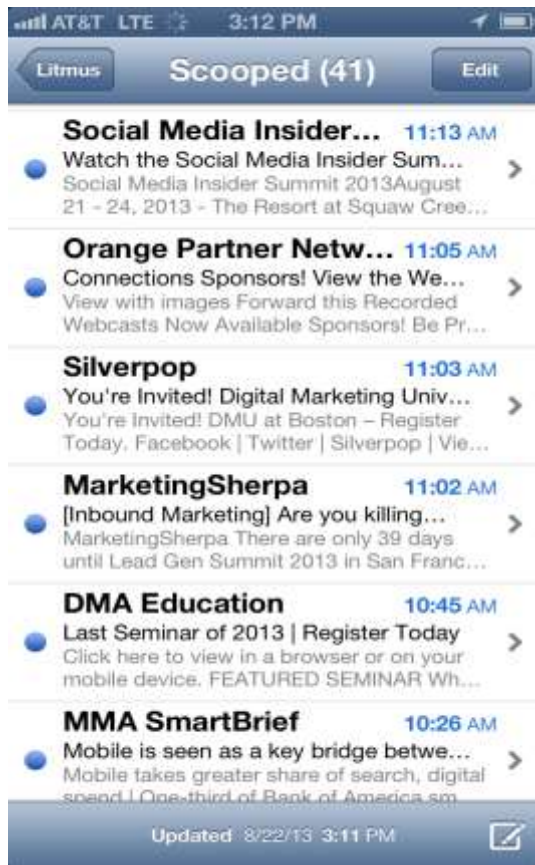 AT&T LTE 3:12 PM
Litmus Scooped (41) Edit
Social Media Insider... 11:13 AM
Watch the Social Media Insider Sum...
Social Media Insider Summit 2013August
21 - 24, 2013 - The Resort at Squaw Cree...
Orange Partner Netw... 11:05 AM
Connections Sponsors! View the We...
View with images Forward this Recorded
Webcasts Now Available Sponsors! Be Pr...
Silverpop 11:03 AM
You're Invited! Digital Marketing Univ...
You're Invited! DMU at Boston – Register
Today. Facebook | Twitter | Silverpop | Vie...
MarketingSherpa 11:02 AM
[Inbound Marketing] Are you killing...
MarketingSherpa There are only 39 days
until Lead Gen Summit 2013 in San Franc...
DMA Education 10:45 AM
Last Seminar of 2013 | Register Today
Click here to view in a browser or on your
mobile device. FEATURED SEMINAR Wh...
MMA SmartBrief 10:26 AM
Mobile is seen as a key bridge betwe...
Mobile takes greater share of search, digital
spend | One-third of Bank of America sm
Updated 8/22/13 3:11 PM